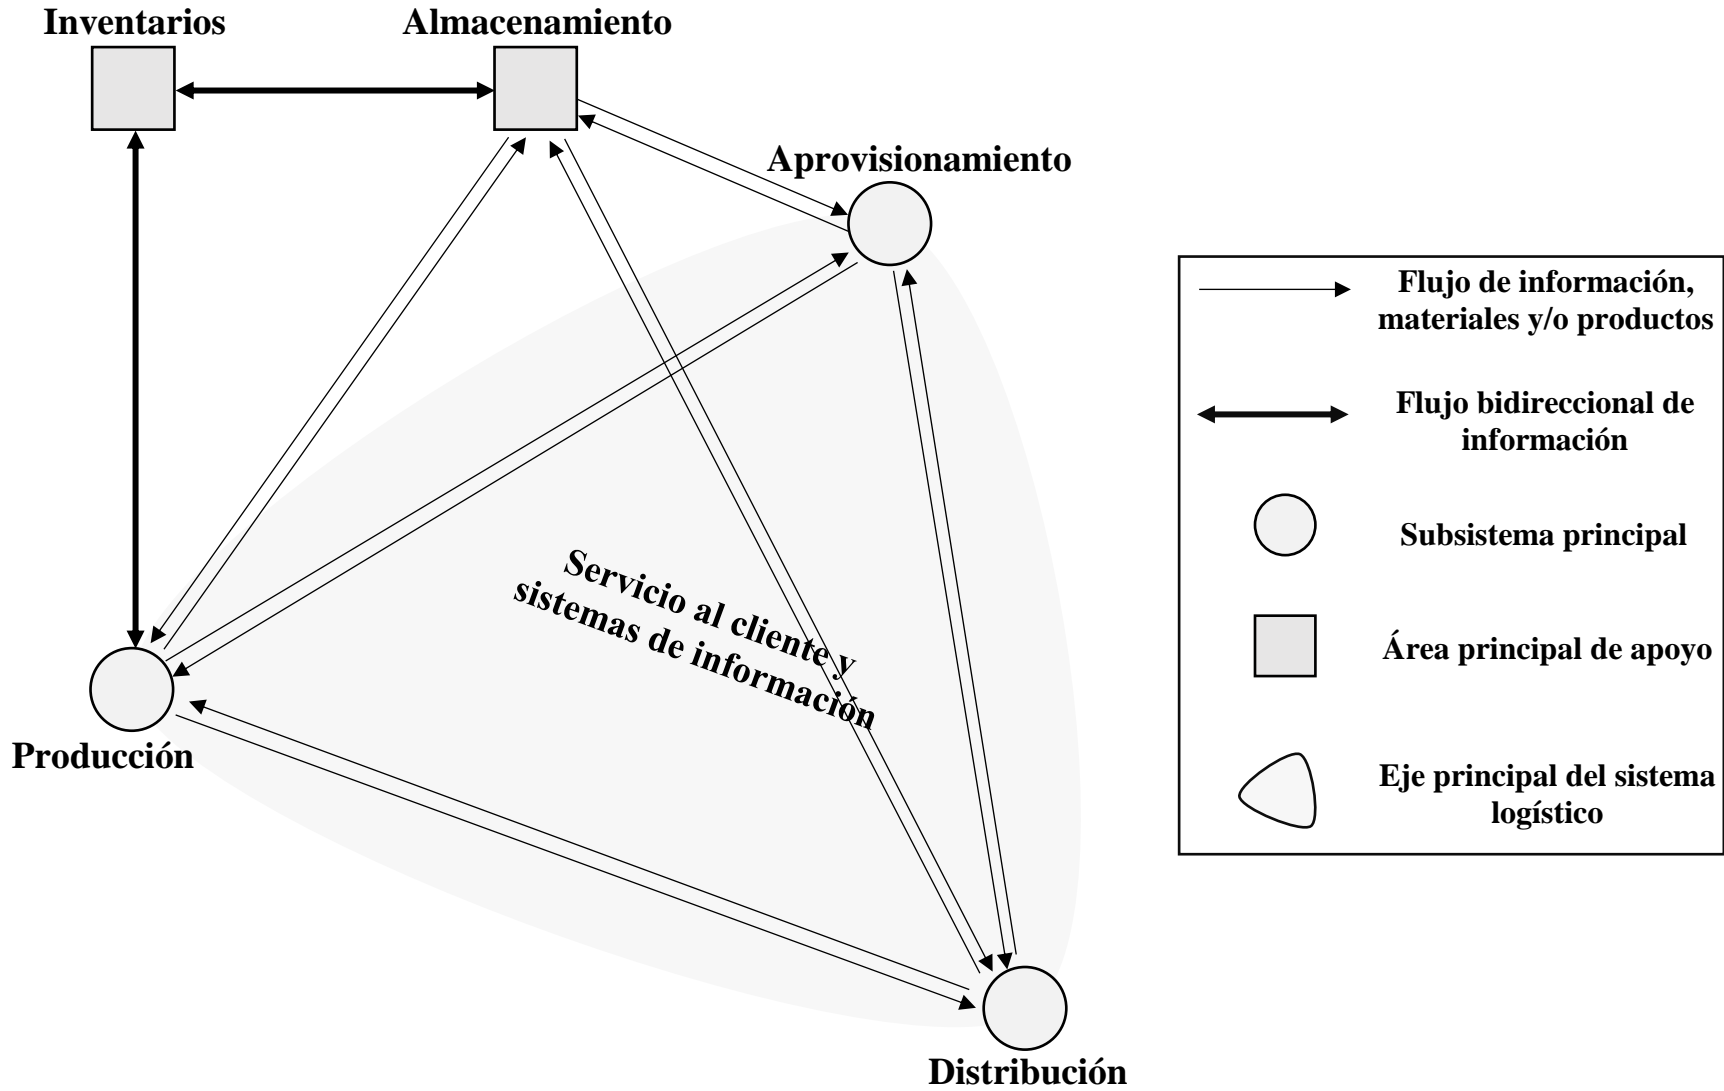 Inventarios
Almacenamiento
Aprovisionamiento
Servicio al cliente y
sistemas de información
Producción
Distribución
Flujo de información,
materiales y/o productos
Flujo bidireccional de
información
Subsistema principal
Área principal de apoyo
Eje principal del sistema
logístico